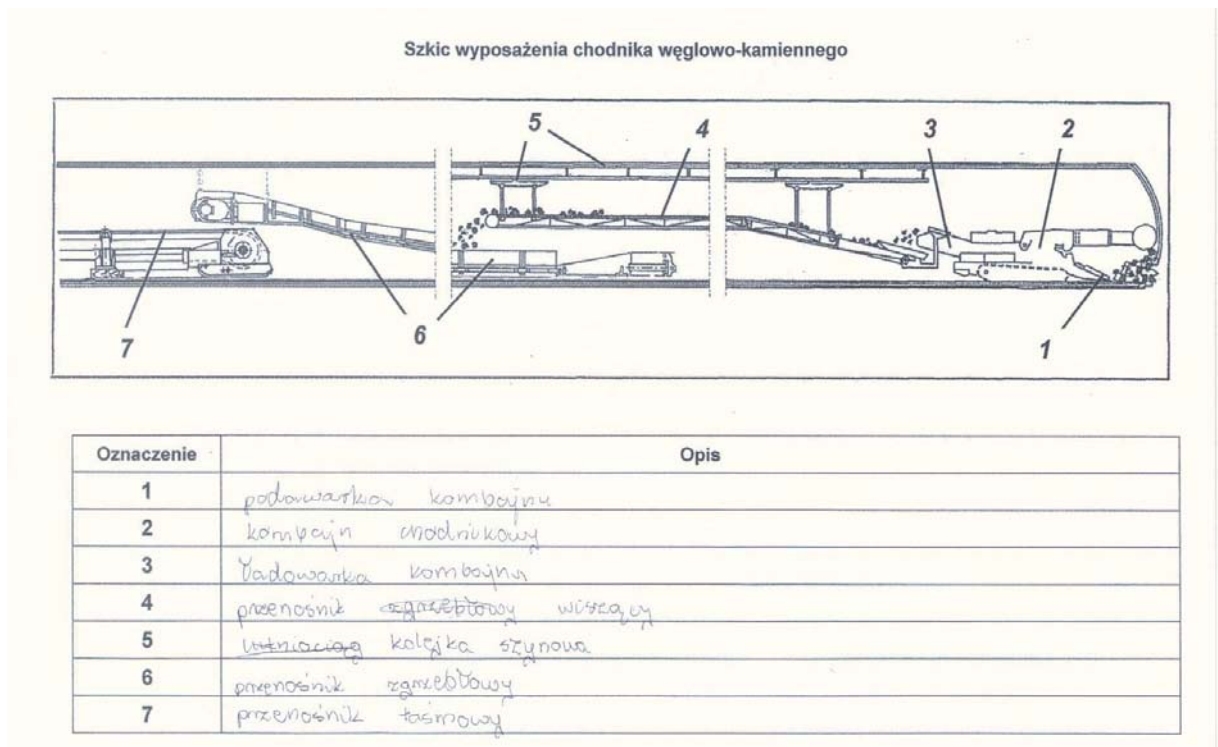 Szkic wyposażenia chodnika węglowo-kamiennego
5 4 3 2
7 6 1
Oznaczenie Opis
1 podawarka kombajnu
2 kombajn chodnikowy
3 ładowarka kombajnu
4 przenośnik zgrzebłowy wiszący
5 kolejka szynowa
6 przenośnik zgrzebłowy
7 przenośnik taśmowy